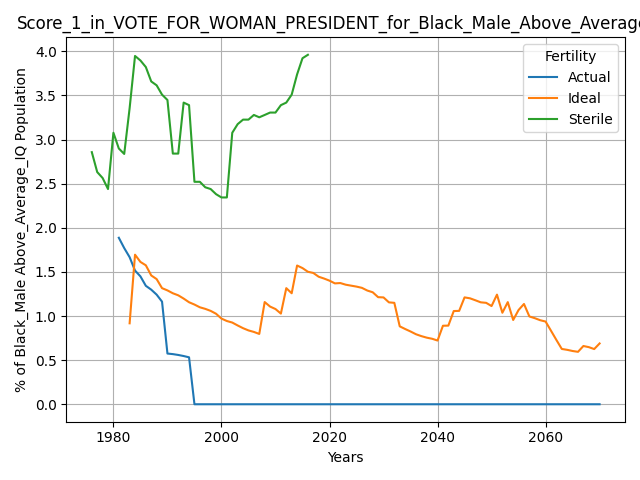 Score_1_in_VOTE_FOR_WOMAN_PRESIDENT_for_Black_Male_Above_Average
Fertility
Actual
Ideal
Sterile
% of Black_Male Above_Average_IQ Population
4.0
3.5
3.0
2.5
2.0
1.5
1.0
0.5
0.0
1980 2000 2020 2040 2060
Years